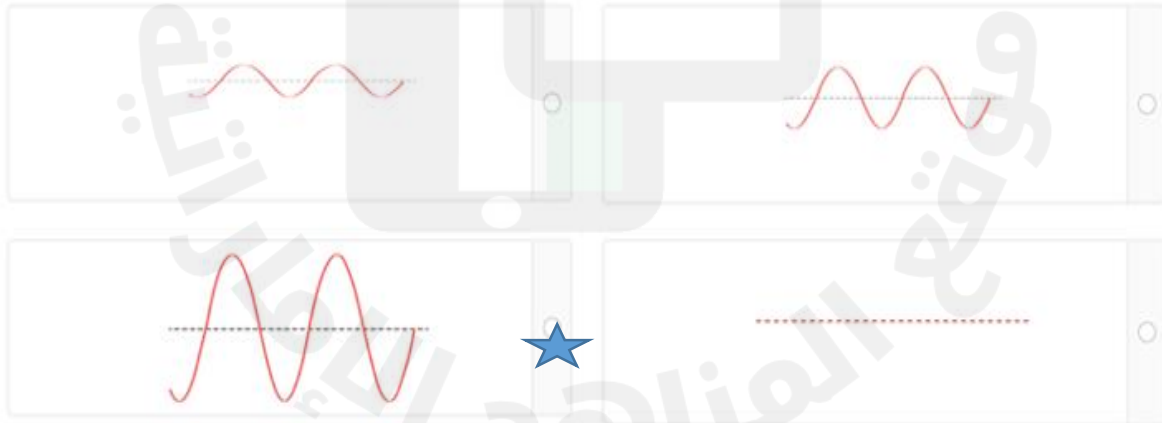 موقع
المناهج
الإماراتية